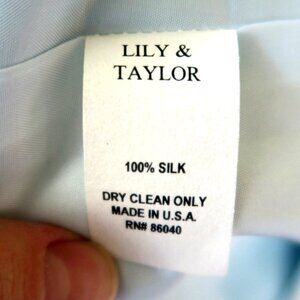 LILY &
TAYLOR
100% SILK
DRY CLEAN ONLY
MADE IN U.S.A.
RN# 86040